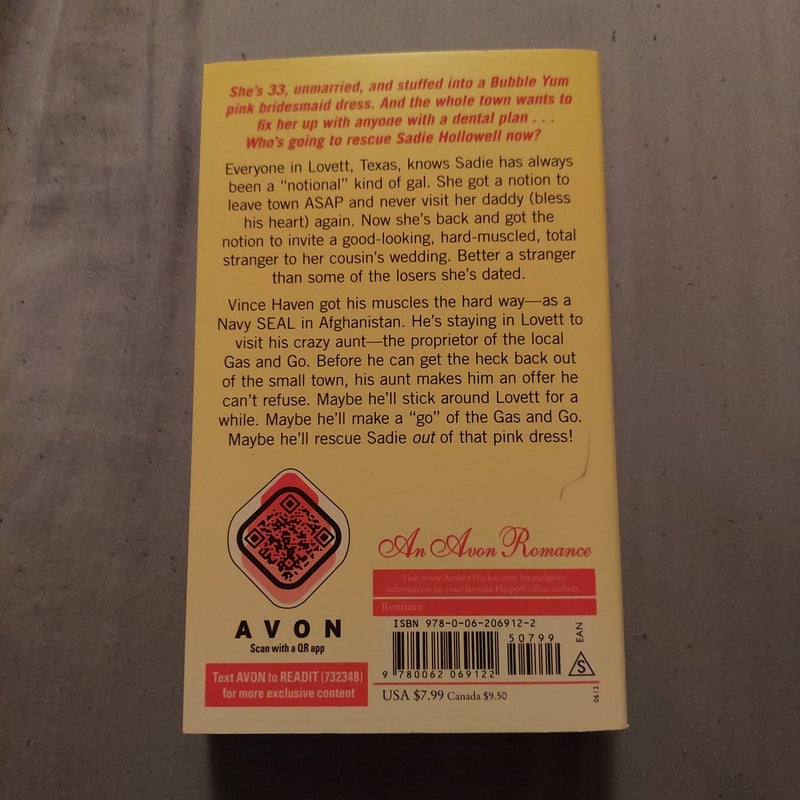 She's 33, unmarried, and stuffed into a Bubble Yum
pink bridesmaid dress. And the whole town wants to
fix her up with anyone with a dental plan . . .
Who's going to rescue Sadie Hollowell now?
Everyone in Lovett, Texas, knows Sadie has always
been a “notional” kind of gal. She got a notion to
leave town ASAP and never visit her daddy (bless
his heart) again. Now she's back and got the
notion to invite a good-looking, hard-muscled, total
stranger to her cousin's wedding. Better a stranger
than some of the losers she's dated.
Vince Haven got his muscles the hard way—as a
Navy SEAL in Afghanistan. He's staying in Lovett to
visit his crazy aunt—the proprietor of the local
Gas and Go. Before he can get the heck back out
of the small town, his aunt makes him an offer he
can't refuse. Maybe he'll stick around Lovett for a
while. Maybe he'll make a “go” of the Gas and Go.
Maybe he'll rescue Sadie out of that pink dress!
AVON
Scan with a QR app
Text AVON to READIT (732348)
for more exclusive content
An Avon Romance
Visit www.AuthorTracker.com for exclusive
information on your favorite HarperCollins authors.
Romance
ISBN 978-0-06-206912-2
50799
EAN
S
9 780062 069122
USA $7.99 Canada $9.50
0612